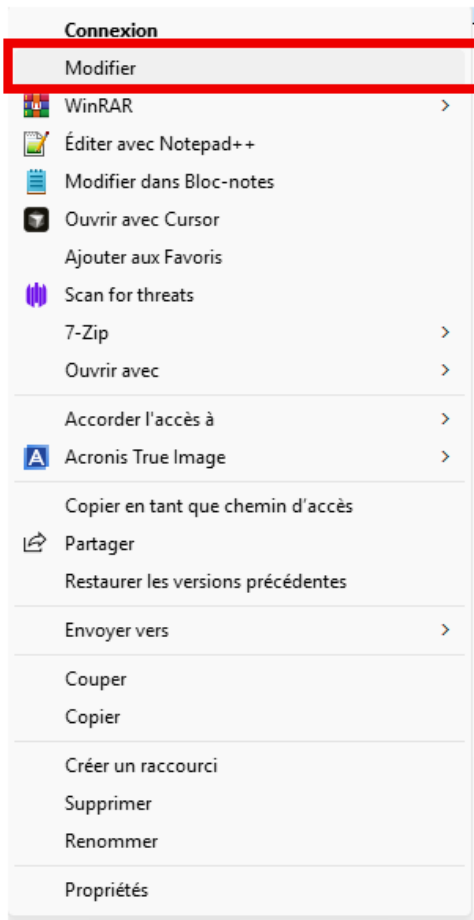 Connexion
Modifier
WinRAR
Éditer avec Notepad++
Modifier dans Bloc-notes
Ouvrir avec Cursor
Ajouter aux Favoris
Scan for threats
7-Zip
Ouvrir avec
Accorder l'accès à
Acronis True Image
Copier en tant que chemin d'accès
Partager
Restaurer les versions précédentes
Envoyer vers
Couper
Copier
Créer un raccourci
Supprimer
Renommer
Propriétés